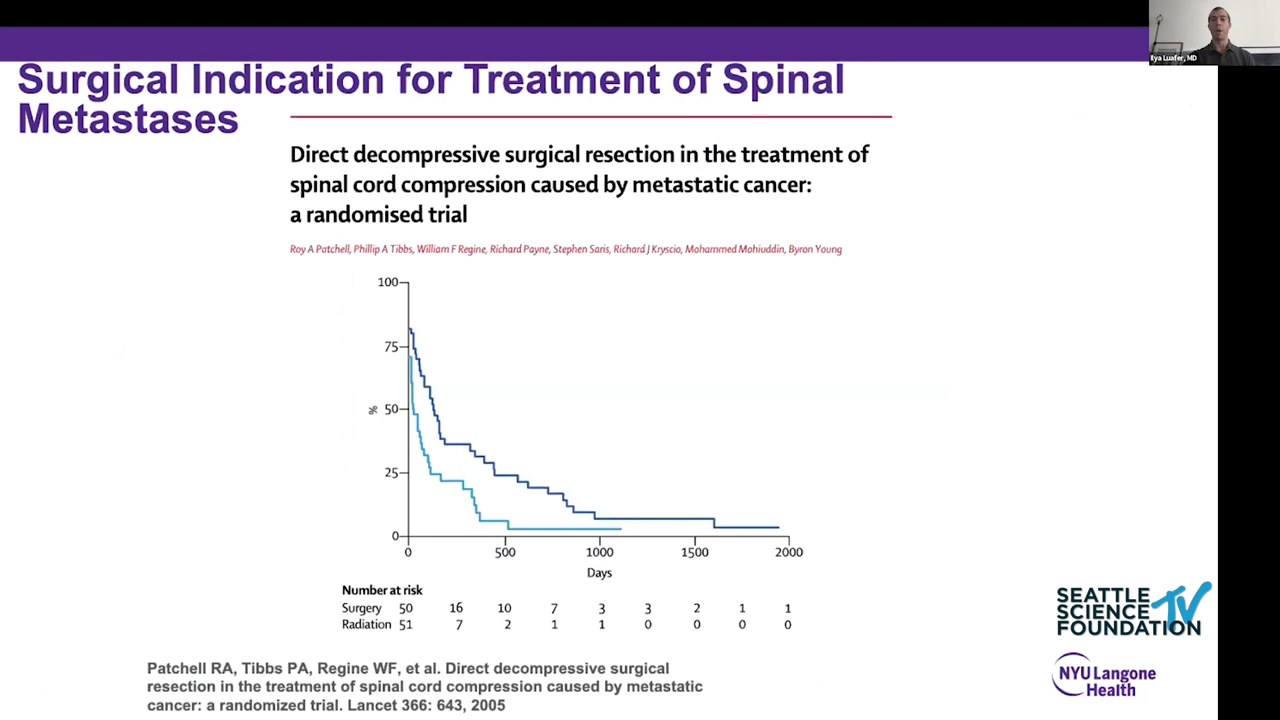 Eya Luafer, MD
Surgical Indication for Treatment of Spinal
Metastases
Direct decompressive surgical resection in the treatment of
spinal cord compression caused by metastatic cancer:
a randomised trial
Roy A Patchell, Phillip A Tibbs, William F Regine, Richard Payne, Stephen Saris, Richard J Kryscio, Mohammed Mohiuddin, Byron Young
100
75
% 50
25
0
0 500 1000 1500 2000
Days
Number at risk
Surgery 50 16 10 7 3 3 2 1 1
Radiation 51 7 2 1 1 0 0 0 0
SEATTLE
SCIENCE TV
FOUNDATION
NYU Langone
Health
Patchell RA, Tibbs PA, Regine WF, et al. Direct decompressive surgical
resection in the treatment of spinal cord compression caused by metastatic
cancer: a randomized trial. Lancet 366: 643, 2005